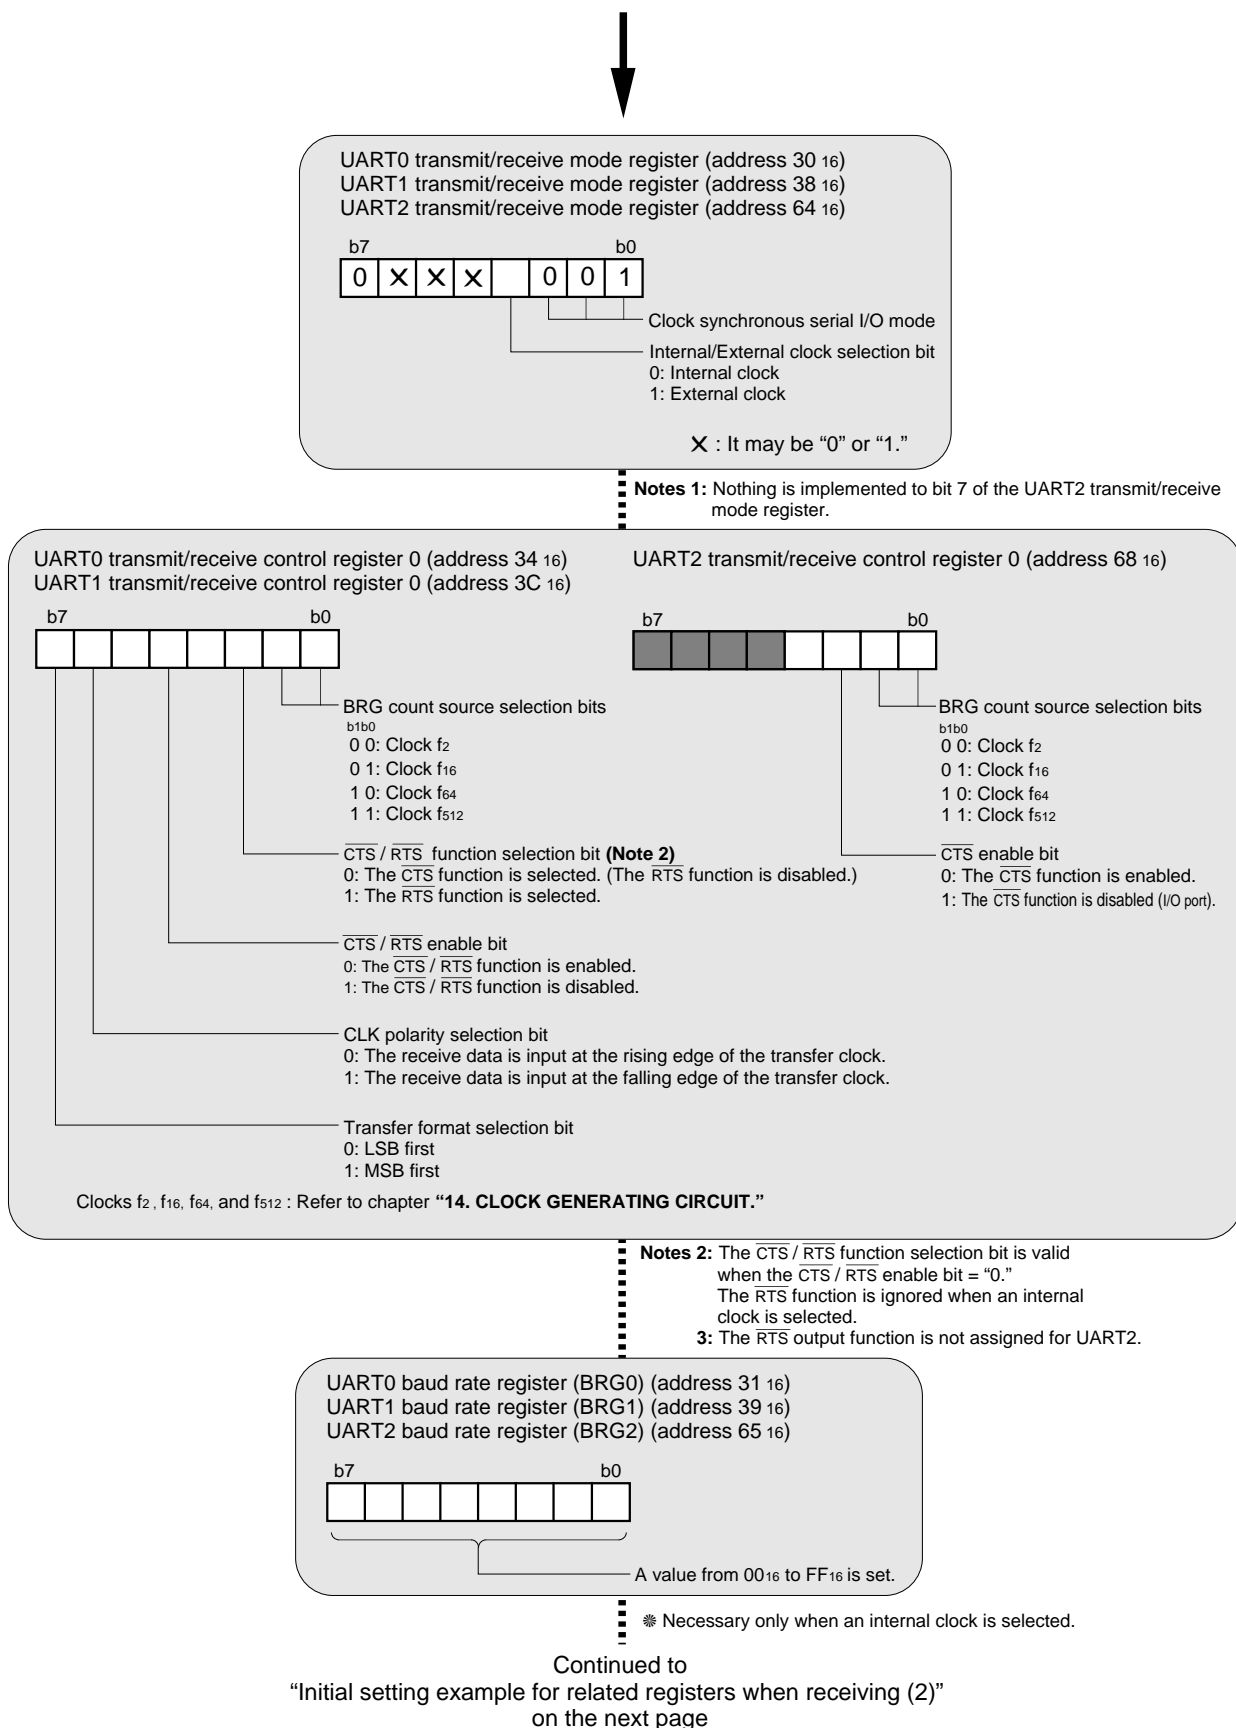 UART0 transmit/receive mode register (address 30 16)
UART1 transmit/receive mode register (address 38 16)
UART2 transmit/receive mode register (address 64 16)
b7 b0
0 X X X 0 0 1
Clock synchronous serial I/O mode
Internal/External clock selection bit
0: Internal clock
1: External clock
X : It may be “0” or “1.”
Notes 1: Nothing is implemented to bit 7 of the UART2 transmit/receive
mode register.
UART0 transmit/receive control register 0 (address 34 16)
UART1 transmit/receive control register 0 (address 3C 16)
b7 b0
BRG count source selection bits
b1b0
0 0: Clock f2
0 1: Clock f16
1 0: Clock f64
1 1: Clock f512
CTS / RTS function selection bit (Note 2)
0: The CTS function is selected. (The RTS function is disabled.)
1: The RTS function is selected.
CTS / RTS enable bit
0: The CTS / RTS function is enabled.
1: The CTS / RTS function is disabled.
CLK polarity selection bit
0: The receive data is input at the rising edge of the transfer clock.
1: The receive data is input at the falling edge of the transfer clock.
Transfer format selection bit
0: LSB first
1: MSB first
UART2 transmit/receive control register 0 (address 68 16)
b7 b0
BRG count source selection bits
b1b0
0 0: Clock f2
0 1: Clock f16
1 0: Clock f64
1 1: Clock f512
CTS enable bit
0: The CTS function is enabled.
1: The CTS function is disabled (I/O port).
Clocks f2 , f16, f64, and f512 : Refer to chapter “14. CLOCK GENERATING CIRCUIT.”
Notes 2: The CTS / RTS function selection bit is valid
when the CTS / RTS enable bit = “0.”
The RTS function is ignored when an internal
clock is selected.
3: The RTS output function is not assigned for UART2.
UART0 baud rate register (BRG0) (address 31 16)
UART1 baud rate register (BRG1) (address 39 16)
UART2 baud rate register (BRG2) (address 65 16)
b7 b0
A value from 0016 to FF16 is set.
❊ Necessary only when an internal clock is selected.
Continued to
“Initial setting example for related registers when receiving (2)”
on the next page